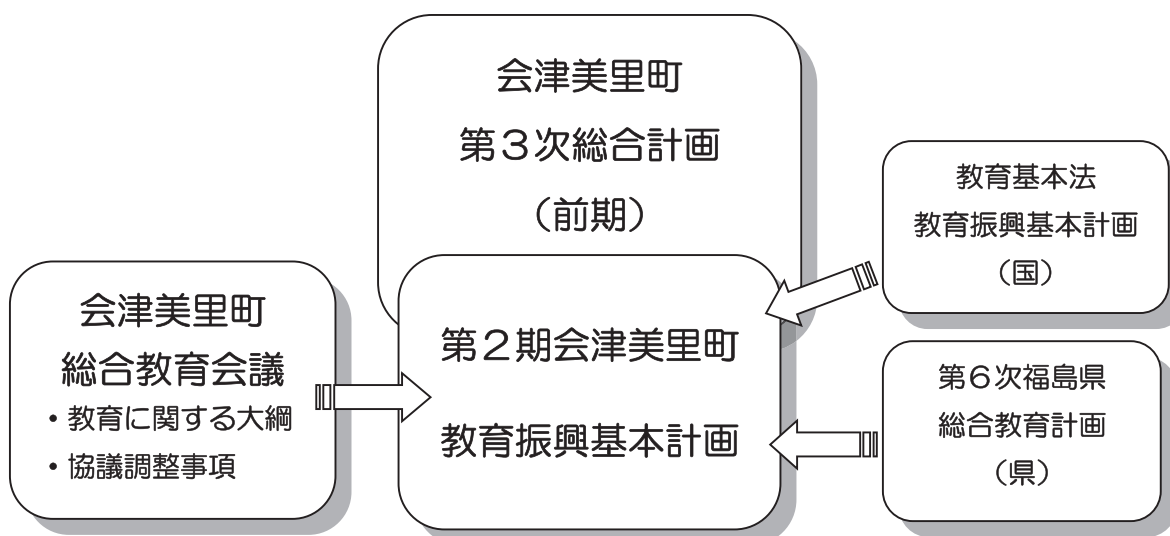 会津美里町
第３次総合計画
（前期）
教育基本法
教育振興基本計画
（国）
会津美里町
総合教育会議
・教育に関する大綱
・協議調整事項
第２期会津美里町
教育振興基本計画
第６次福島県
総合教育計画
（県）